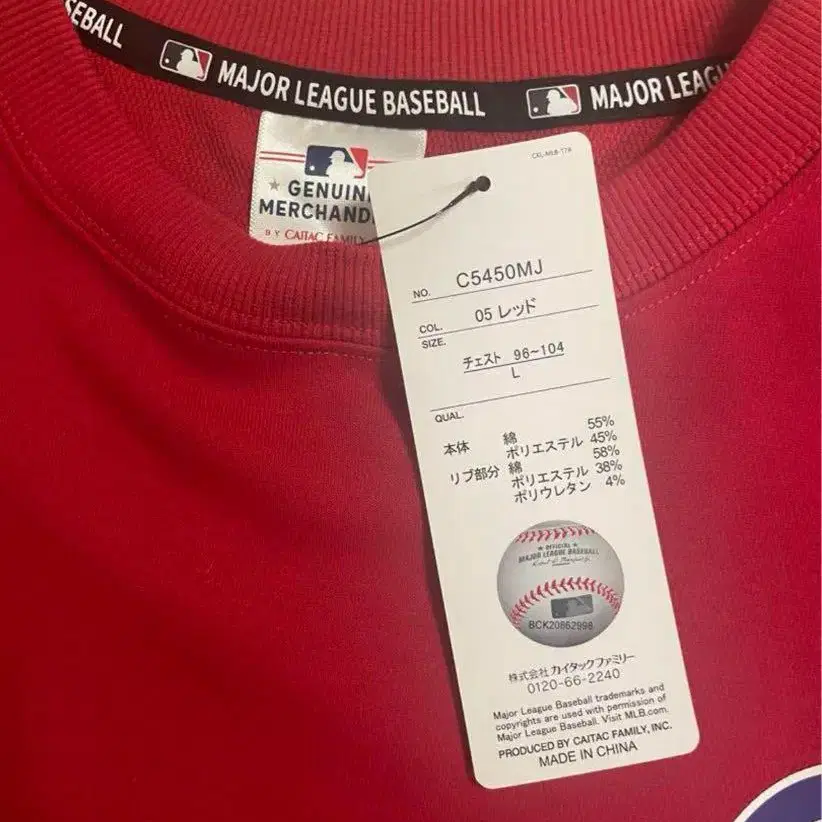 EBALL
MAJOR LEAGUE BASEBALL
MAJOR LEAG
GENUIN
MERCHAND
BY CAITAC FAMILY
NO. C5450MJ
COL. 05 レッド
SIZE.
チェスト 96~104
L
QUAL.
本体 綿 55%
ポリエステル 45%
リブ部分 綿 58%
ポリエステル 38%
ポリウレタン 4%
★ OFFICIAL ★
MAJOR LEAGUE BASEBALL
BCK20862998
株式会社 カイタックファミリー
0120-66-2240
Major League Baseball trademarks and
copyrights are used with permission of
Major League Baseball. Visit MLB.com.
PRODUCED BY CAITAC FAMILY, INC.
MADE IN CHINA